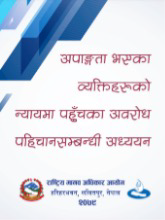 अपाङ्गता भएका
व्यक्तिहरूको
न्यायमा पहुँचका अवरोध
पहिचानसम्बन्धी अध्ययन
राष्ट्रिय मानव अधिकार आयोग
हरिहरभवन, ललितपुर, नेपाल
२०७८